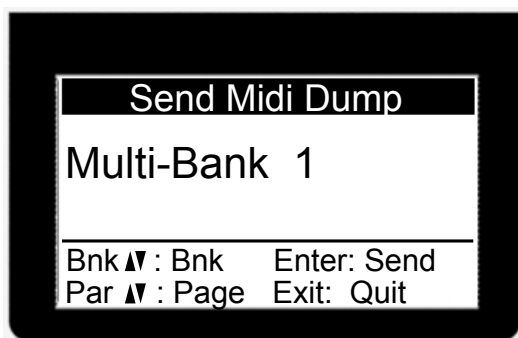 Send Midi Dump
Multi-Bank 1
Bnk ▲▼ : Bnk Enter: Send
Par ▲▼ : Page Exit: Quit